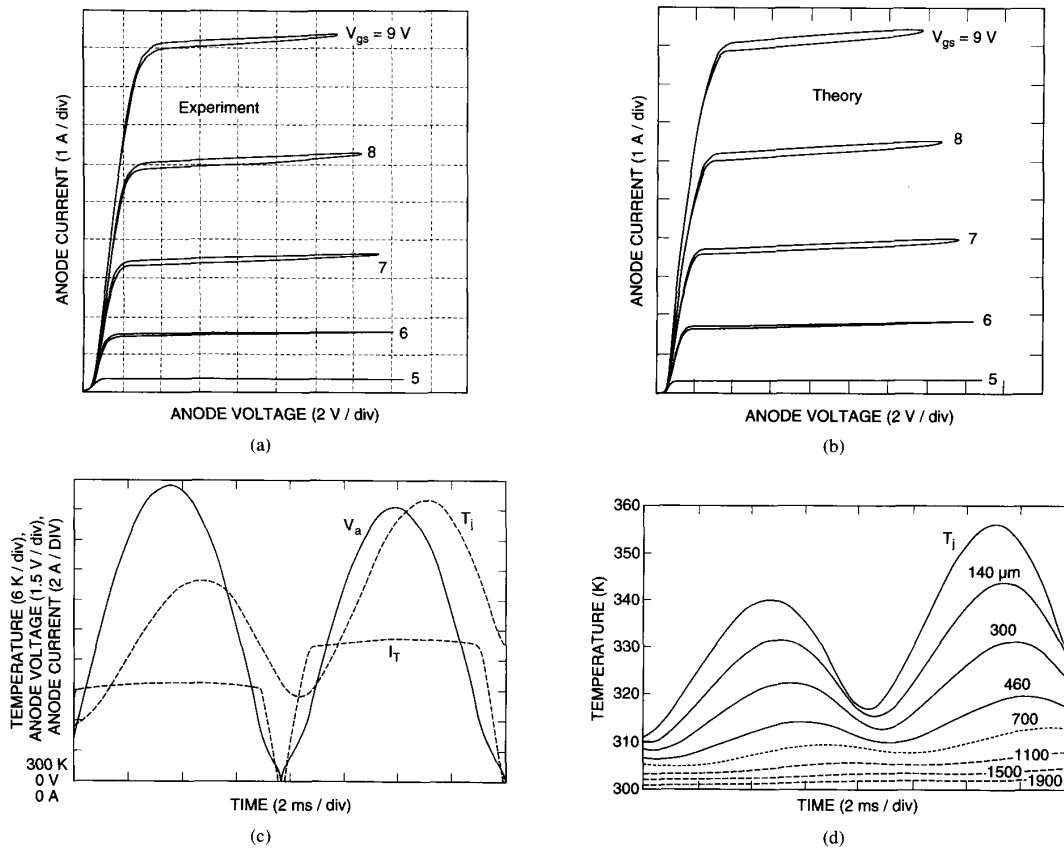 V_gs = 9 V
Experiment
8
7
6
5
ANODE CURRENT (1 A / div)
ANODE VOLTAGE (2 V / div)
(a)
V_gs = 9 V
Theory
8
7
6
5
ANODE CURRENT (1 A / div)
ANODE VOLTAGE (2 V / div)
(b)
TEMPERATURE (6 K / div),
ANODE VOLTAGE (1.5 V / div),
ANODE CURRENT (2 A / DIV)
V_a
T_j
I_T
300 K
0 V
0 A
TIME (2 ms / div)
(c)
TEMPERATURE (K)
360
350
340
330
320
310
300
T_j
140 µm
300
460
700
1100
1500
1900
TIME (2 ms / div)
(d)